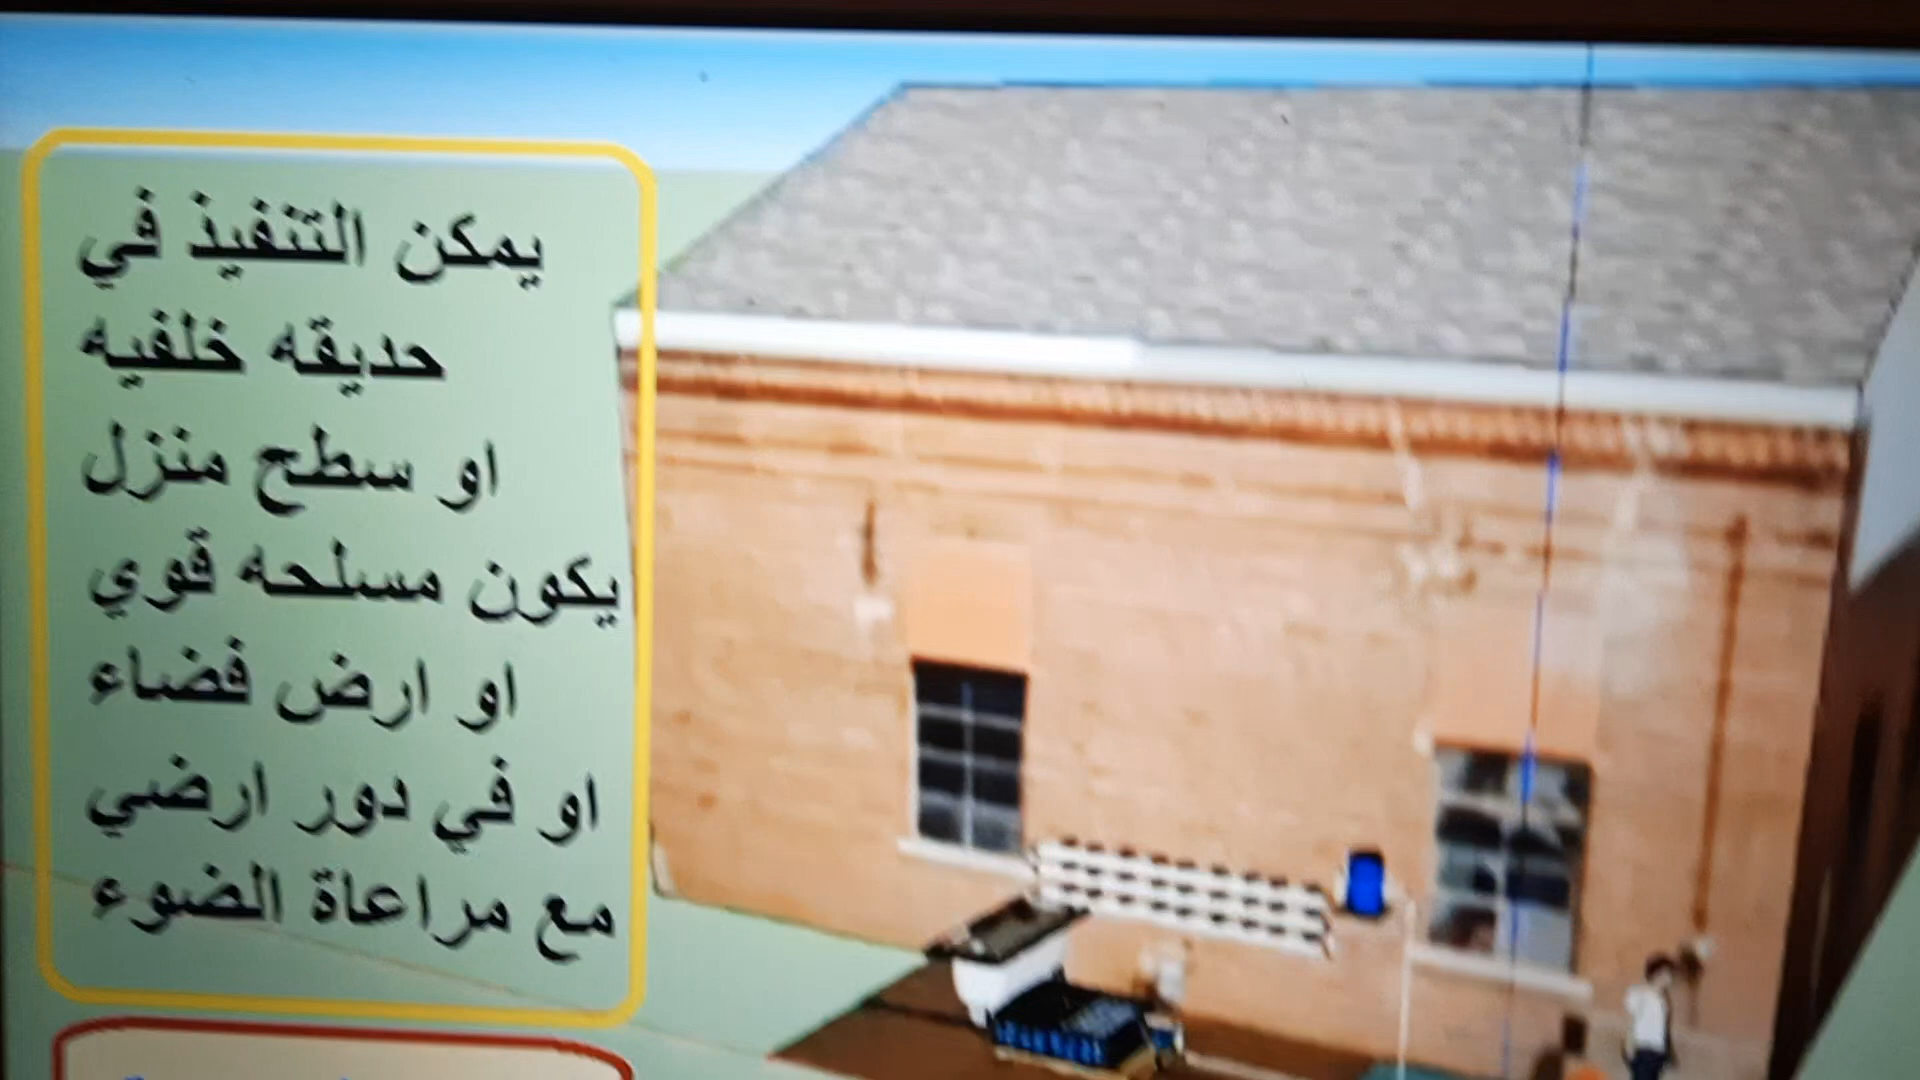 يمكن التنفيذ في
حديقه خلفيه
او سطح منزل
يكون مسلحه قوي
او ارض فضاء
او في دور ارضي
مع مراعاة الضوء